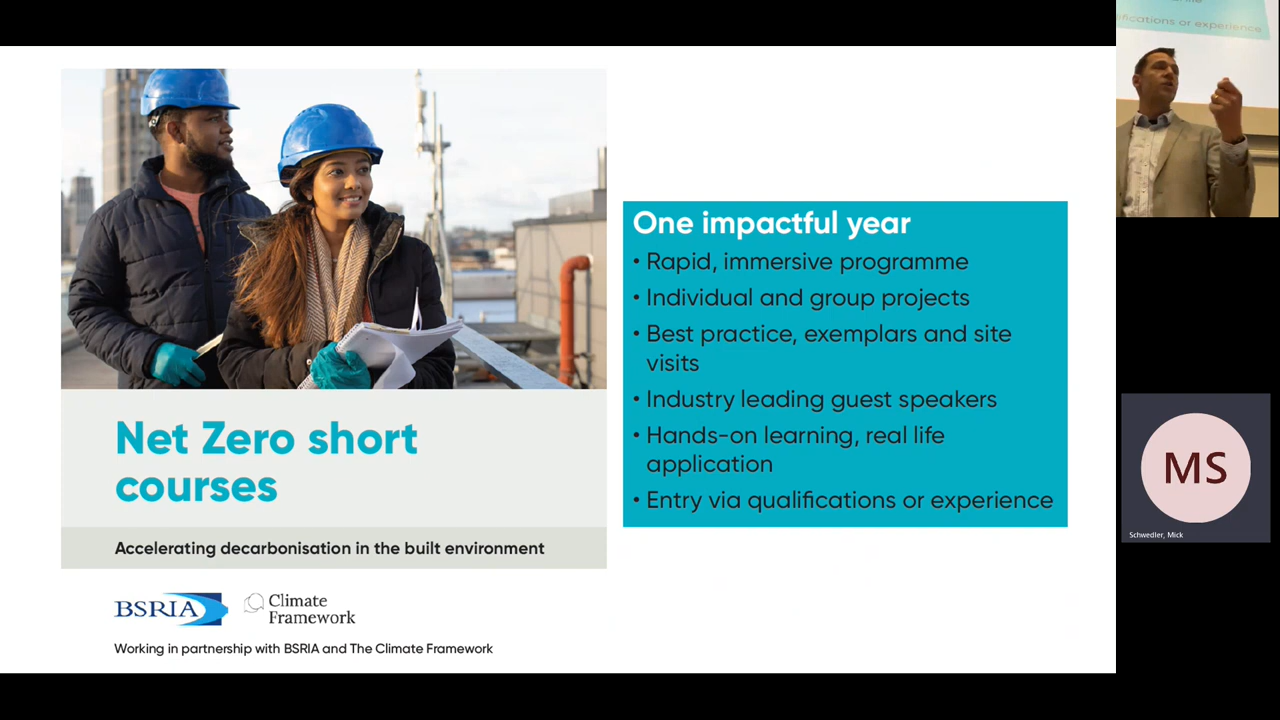 Net Zero short
courses
Accelerating decarbonisation in the built environment
BSRIA
Climate
Framework
Working in partnership with BSRIA and The Climate Framework
One impactful year
• Rapid, immersive programme
• Individual and group projects
• Best practice, exemplars and site
visits
• Industry leading guest speakers
• Hands-on learning, real life
application
• Entry via qualifications or experience
or experience
MS
Schwedler, Mick